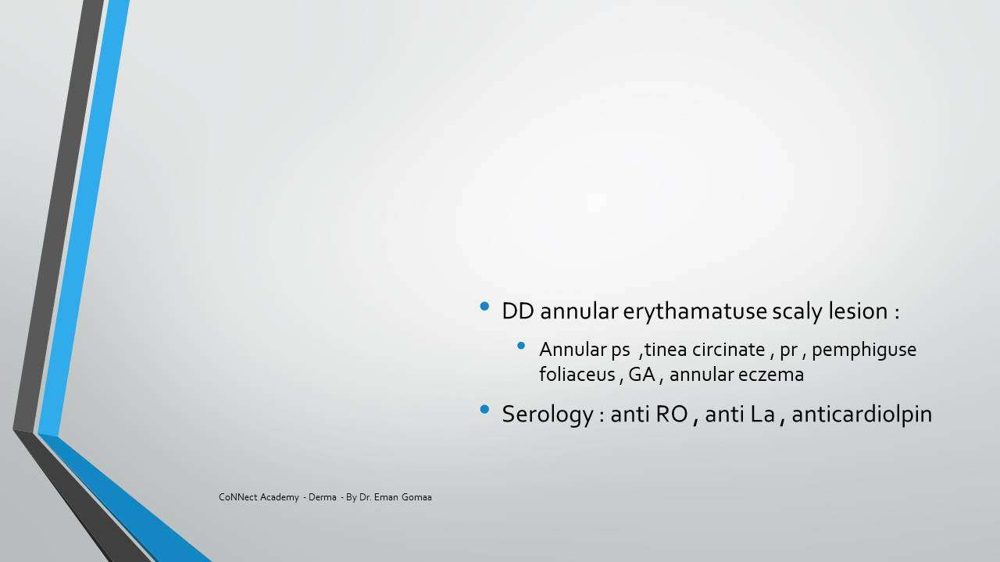 DD annular erythamatuse scaly lesion :
Annular ps ,tinea circinate , pr , pemphiguse
foliaceus , GA , annular eczema
Serology : anti RO , anti La , anticardiolpin
CoNNect Academy - Derma - By Dr. Eman Gomaa